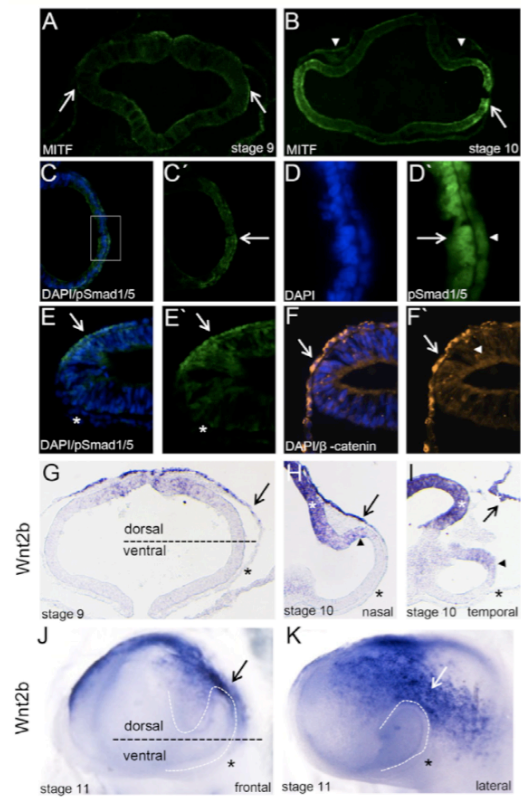 A
MITF
stage 9
B
MITF
stage 10
C
DAPI/pSmad1/5
C´
D
DAPI
D`
pSmad1/5
E
DAPI/pSmad1/5
*
E`
*
F
DAPI/β -catenin
F`
Wnt2b
G
dorsal
ventral
*
stage 9
H
*
*
stage 10
nasal
I
*
*
stage 10
temporal
Wnt2b
J
dorsal
ventral
*
stage 11
frontal
K
*
stage 11
lateral